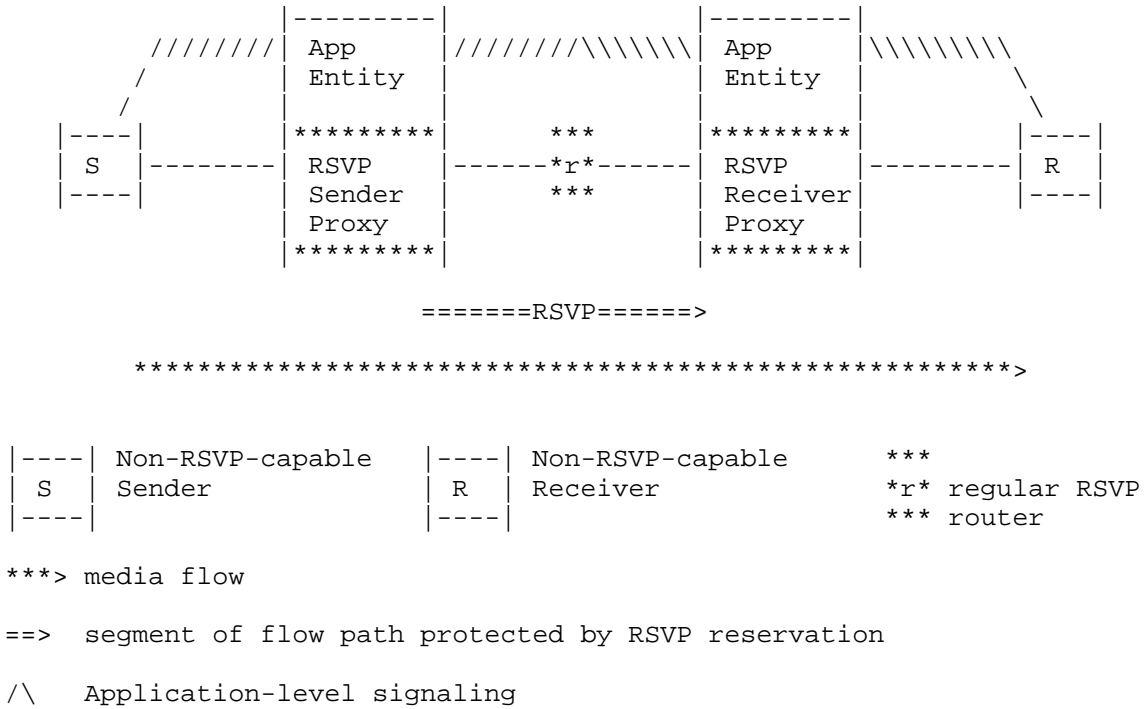 |---------|                |---------|
         ////////| App     |////////\\\\\\\| App     |\\\\\\\\\
        /        | Entity  |                | Entity  |         \
       /         |         |                |         |          \
   |----|        |*********|      ***       |*********|         |----|
   | S  |--------| RSVP    |------*r*------| RSVP    |---------| R  |
   |----|        | Sender  |      ***       | Receiver|         |----|
                 | Proxy   |                | Proxy   |
                 |*********|                |*********|
                          =======RSVP======>
        *******************************************************>
|----| Non-RSVP-capable   |----| Non-RSVP-capable     ***
| S  | Sender             | R  | Receiver             *r* regular RSVP
|----|                    |----|                      *** router
***> media flow
==>  segment of flow path protected by RSVP reservation
/\   Application-level signaling